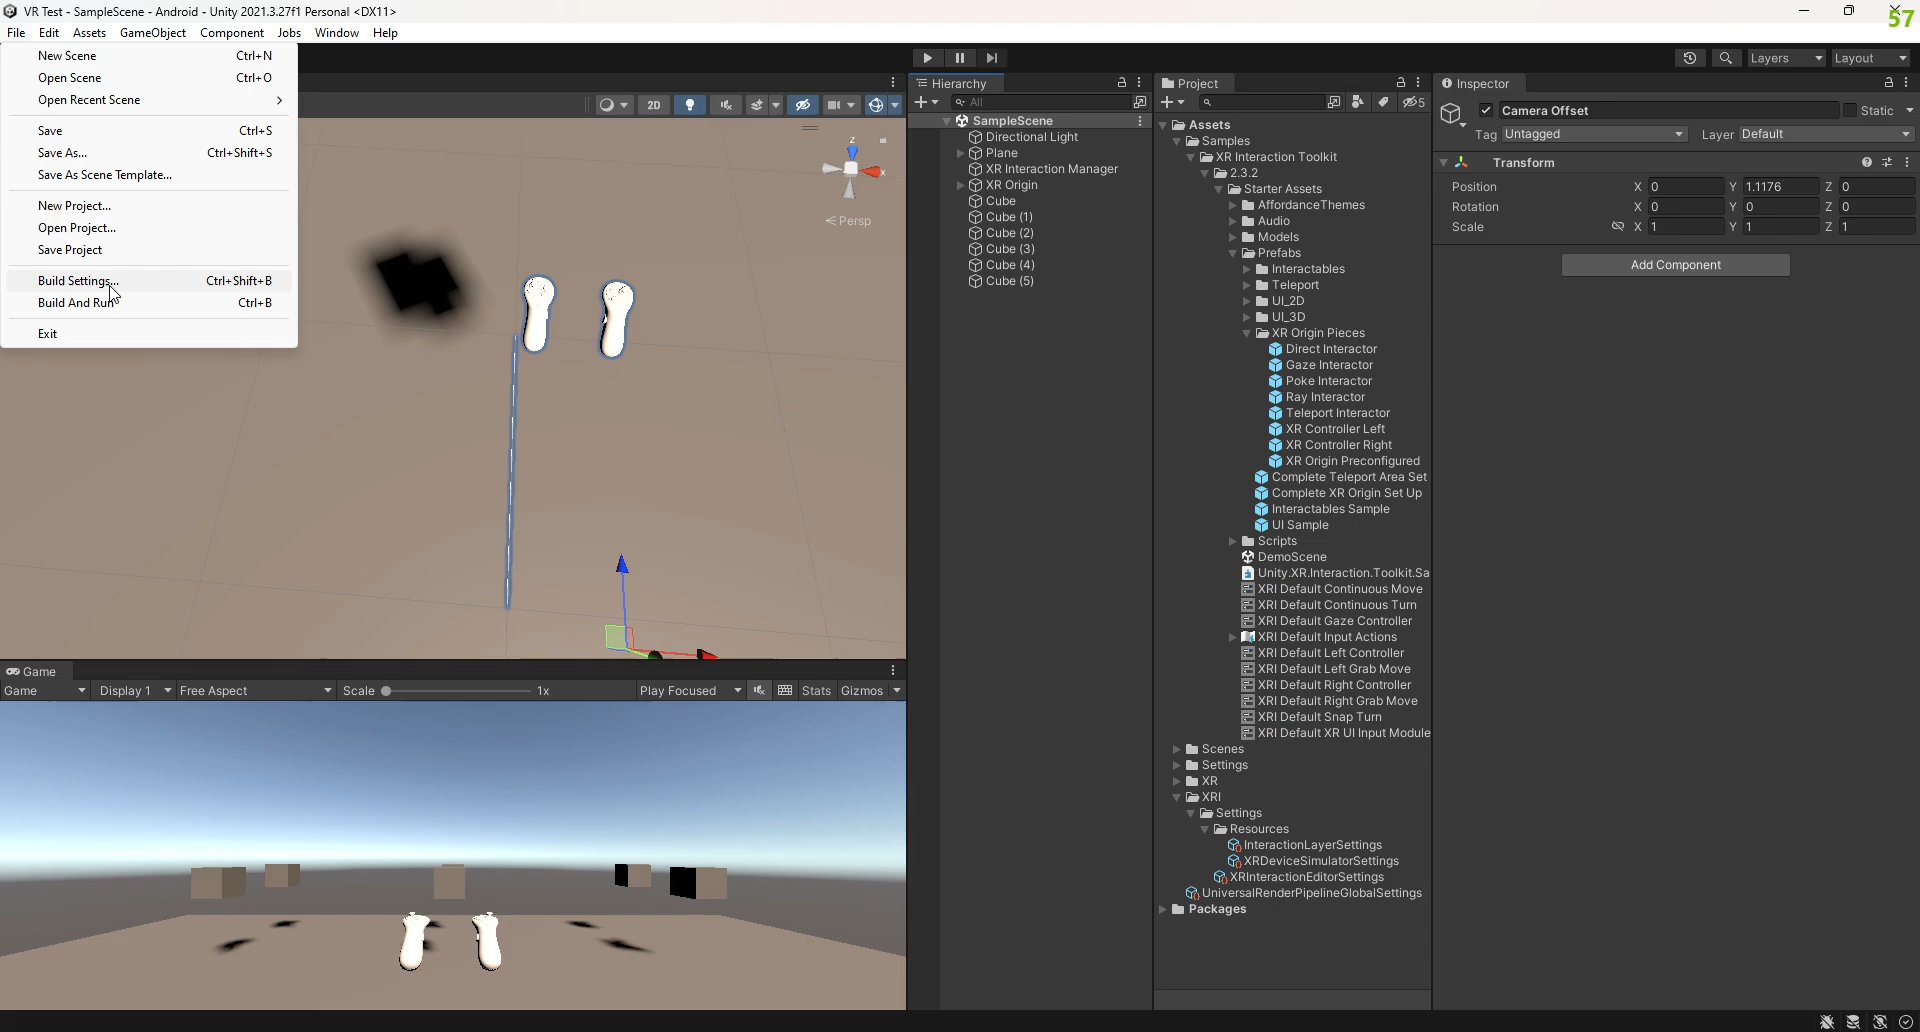 VR Test - SampleScene - Android - Unity 2021.3.27f1 Personal <DX11>
57
File Edit Assets GameObject Component Jobs Window Help
New Scene Ctrl+N
Open Scene Ctrl+O
Open Recent Scene
Save Ctrl+S
Save As... Ctrl+Shift+S
Save As Scene Template...
New Project...
Open Project...
Save Project
Build Settings... Ctrl+Shift+B
Build And Run Ctrl+B
Exit
Layers Layout
2D
z
x
Persp
Hierarchy
All
SampleScene
Directional Light
Plane
XR Interaction Manager
XR Origin
Cube
Cube (1)
Cube (2)
Cube (3)
Cube (4)
Cube (5)
Project
5
Assets
Samples
XR Interaction Toolkit
2.3.2
Starter Assets
AffordanceThemes
Audio
Models
Prefabs
Interactables
Teleport
UI_2D
UI_3D
XR Origin Pieces
Direct Interactor
Gaze Interactor
Poke Interactor
Ray Interactor
Teleport Interactor
XR Controller Left
XR Controller Right
XR Origin Preconfigured
Complete Teleport Area Set
Complete XR Origin Set Up
Interactables Sample
UI Sample
Scripts
DemoScene
Unity.XR.Interaction.Toolkit.Sa
XRI Default Continuous Move
XRI Default Continuous Turn
XRI Default Gaze Controller
XRI Default Input Actions
XRI Default Left Controller
XRI Default Left Grab Move
XRI Default Right Controller
XRI Default Right Grab Move
XRI Default Snap Turn
XRI Default XR UI Input Module
Scenes
Settings
XR
XRI
Settings
Resources
InteractionLayerSettings
XRDeviceSimulatorSettings
XRInteractionEditorSettings
UniversalRenderPipelineGlobalSettings
Packages
Inspector
Camera Offset Static
Tag Untagged Layer Default
Transform
Position X 0 Y 1.1176 Z 0
Rotation X 0 Y 0 Z 0
Scale X 1 Y 1 Z 1
Add Component
Game
Game Display 1 Free Aspect Scale 1x Play Focused Stats Gizmos